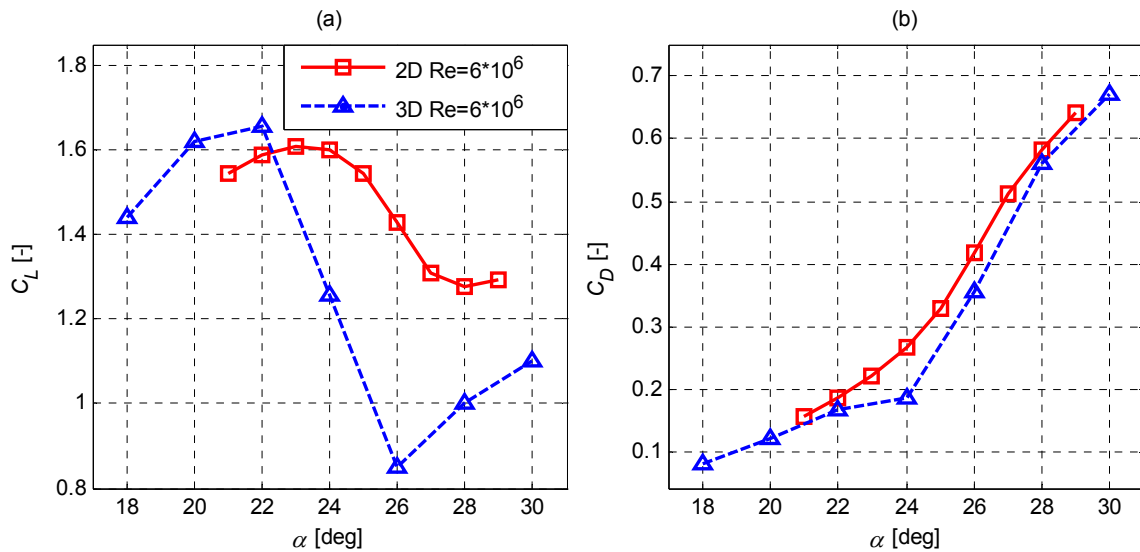 (a)
1.8
1.6
1.4
1.2
1
0.8
C_L [-]
2D Re=6*10^6
3D Re=6*10^6
18 20 22 24 26 28 30
α [deg]
(b)
0.7
0.6
0.5
0.4
0.3
0.2
0.1
C_D [-]
18 20 22 24 26 28 30
α [deg]